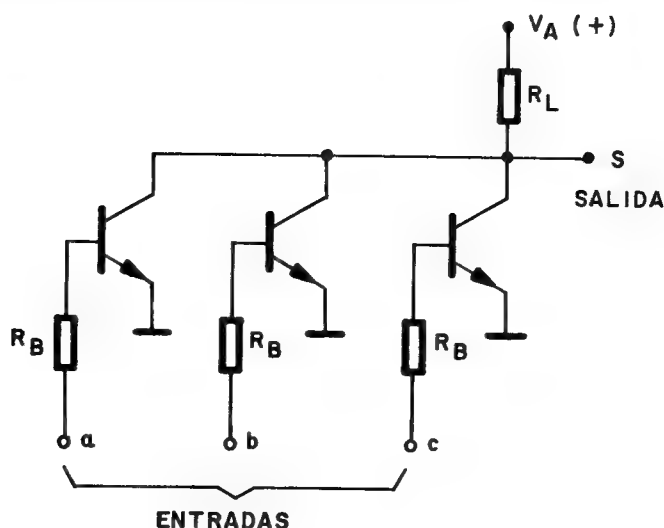 V_A (+)
R_L
S
SALIDA
R_B
R_B
R_B
a
b
c
ENTRADAS